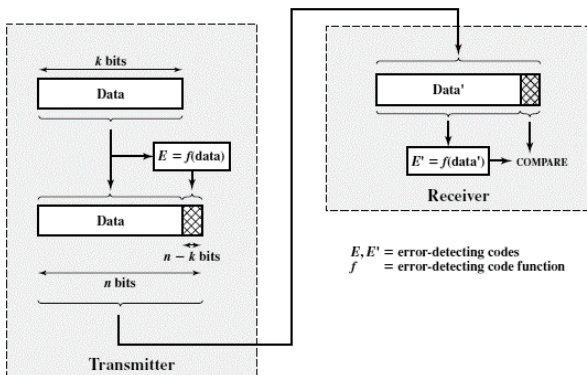 k bits
Data
E = f(data)
Data
n − k bits
n bits
Transmitter
Data'
E' = f(data')
COMPARE
Receiver
E, E' = error-detecting codes
f = error-detecting code function